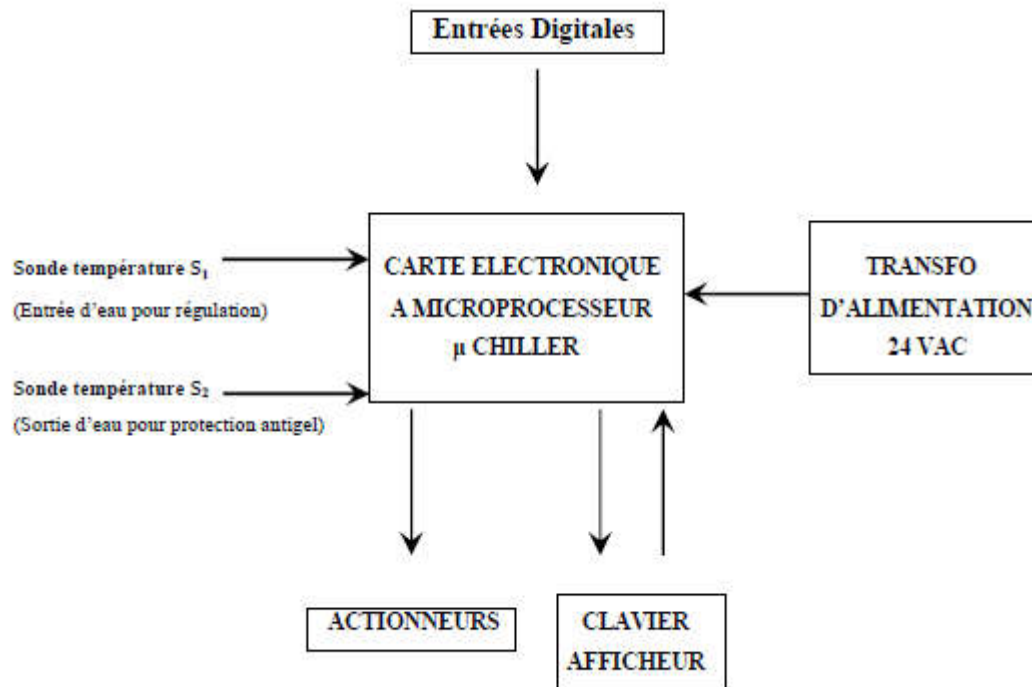 Entrées Digitales
Sonde température S₁
(Entrée d'eau pour régulation)
Sonde température S₂
(Sortie d'eau pour protection antigel)
CARTE ELECTRONIQUE
A MICROPROCESSEUR
µ CHILLER
TRANSFO
D'ALIMENTATION
24 VAC
ACTIONNEURS
CLAVIER
AFFICHEUR